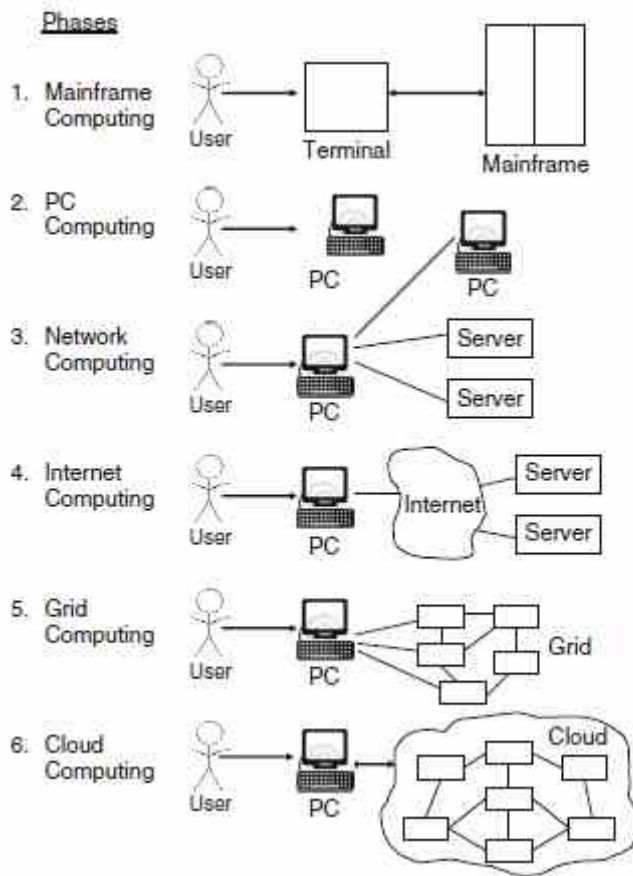 Phases
1. Mainframe
Computing
User
Terminal
Mainframe
2. PC
Computing
User
PC
PC
3. Network
Computing
User
PC
Server
Server
4. Internet
Computing
User
PC
Internet
Server
Server
5. Grid
Computing
User
PC
Grid
6. Cloud
Computing
User
PC
Cloud